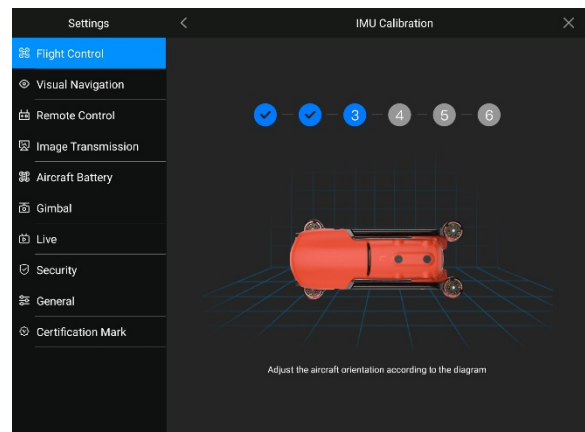 Settings
IMU Calibration
Flight Control
Visual Navigation
Remote Control
Image Transmission
Aircraft Battery
Gimbal
Live
Security
General
Certification Mark
3 4 5 6
Adjust the aircraft orientation according to the diagram